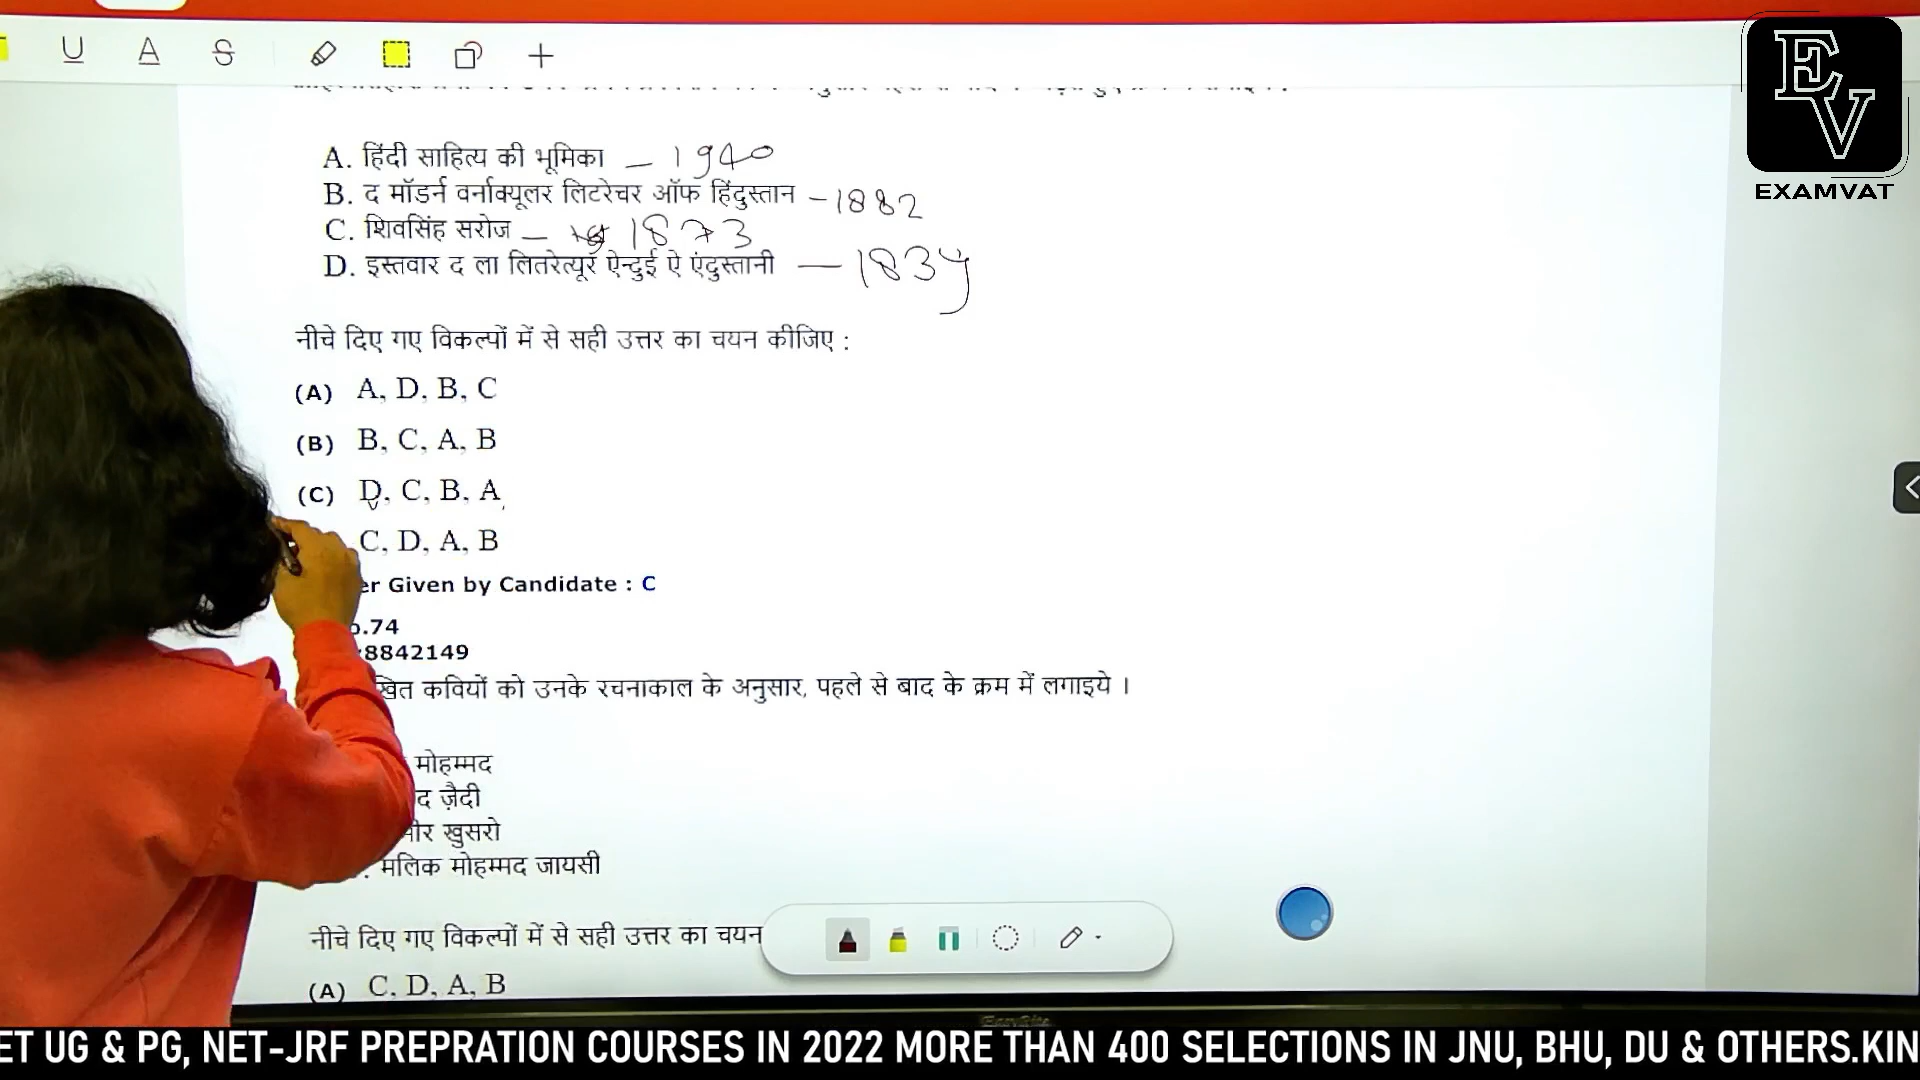 U A S
EV
EXAMVAT
A. हिंदी साहित्य की भूमिका – 1940
B. द मॉडर्न वर्नाक्यूलर लिटरेचर ऑफ हिंदुस्तान – 1882
C. शिवसिंह सरोज – 1873
D. इस्तवार द ला लितरेत्यूर ऐन्दुई ऐ एंदुस्तानी – 1839
नीचे दिए गए विकल्पों में से सही उत्तर का चयन कीजिए :
(A) A, D, B, C
(B) B, C, A, B
(C) D, C, B, A
C, D, A, B
er Given by Candidate : C
.74
8842149
खित कवियों को उनके रचनाकाल के अनुसार, पहले से बाद के क्रम में लगाइये ।
मोहम्मद
द ज़ैदी
मीर खुसरो
मलिक मोहम्मद जायसी
नीचे दिए गए विकल्पों में से सही उत्तर का चयन
(A) C, D, A, B
ET UG & PG, NET-JRF PREPRATION COURSES IN 2022 MORE THAN 400 SELECTIONS IN JNU, BHU, DU & OTHERS.KIN